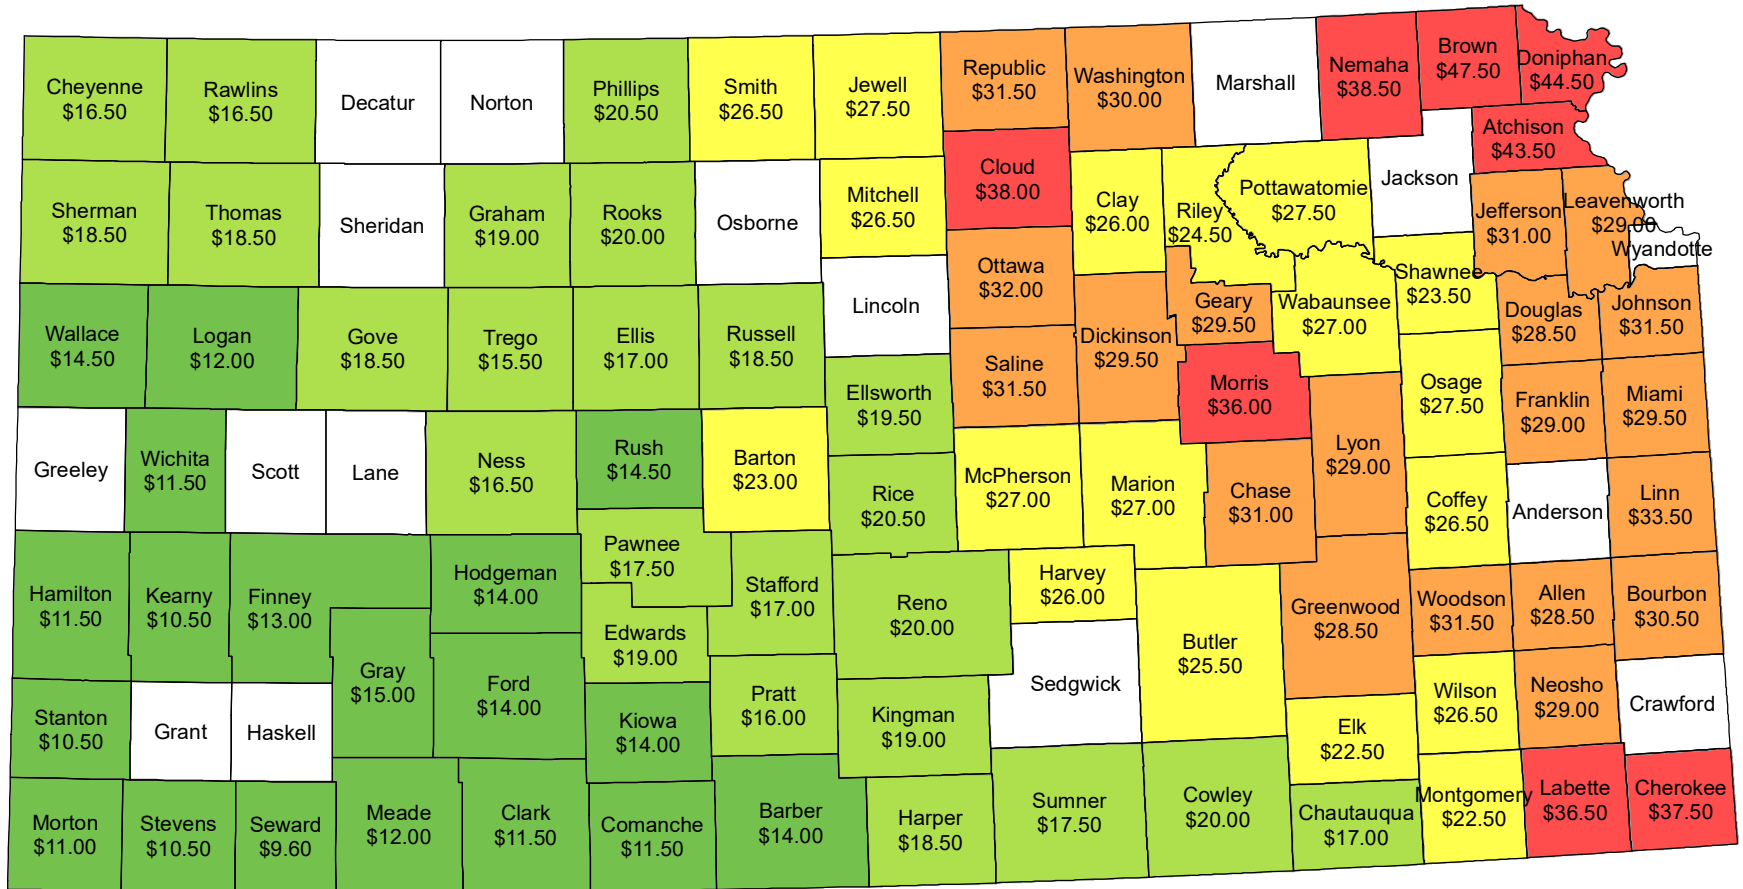 Cheyenne
$16.50
Rawlins
$16.50
Decatur
Norton
Phillips
$20.50
Smith
$26.50
Jewell
$27.50
Republic
$31.50
Washington
$30.00
Marshall
Nemaha
$38.50
Brown
$47.50
Doniphan
$44.50
Atchison
$43.50
Sherman
$18.50
Thomas
$18.50
Sheridan
Graham
$19.00
Rooks
$20.00
Osborne
Mitchell
$26.50
Cloud
$38.00
Clay
$26.00
Riley
$24.50
Pottawatomie
$27.50
Jackson
Jefferson
$31.00
Leavenworth
$29.00
Wyandotte
Wallace
$14.50
Logan
$12.00
Gove
$18.50
Trego
$15.50
Ellis
$17.00
Russell
$18.50
Lincoln
Ottawa
$32.00
Dickinson
$29.50
Geary
$29.50
Wabaunsee
$27.00
Shawnee
$23.50
Douglas
$28.50
Johnson
$31.50
Ellsworth
$19.50
Saline
$31.50
Morris
$36.00
Osage
$27.50
Franklin
$29.00
Miami
$29.50
Greeley
Wichita
$11.50
Scott
Lane
Ness
$16.50
Rush
$14.50
Barton
$23.00
Rice
$20.50
McPherson
$27.00
Marion
$27.00
Chase
$31.00
Lyon
$29.00
Coffey
$26.50
Anderson
Linn
$33.50
Hamilton
$11.50
Kearny
$10.50
Finney
$13.00
Hodgeman
$14.00
Pawnee
$17.50
Stafford
$17.00
Edwards
$19.00
Reno
$20.00
Harvey
$26.00
Butler
$25.50
Greenwood
$28.50
Woodson
$31.50
Allen
$28.50
Bourbon
$30.50
Stanton
$10.50
Grant
Haskell
Gray
$15.00
Ford
$14.00
Kiowa
$14.00
Pratt
$16.00
Kingman
$19.00
Sedgwick
Elk
$22.50
Wilson
$26.50
Neosho
$29.00
Crawford
Morton
$11.00
Stevens
$10.50
Seward
$9.60
Meade
$12.00
Clark
$11.50
Comanche
$11.50
Barber
$14.00
Harper
$18.50
Sumner
$17.50
Cowley
$20.00
Chautauqua
$17.00
Montgomery
$22.50
Labette
$36.50
Cherokee
$37.50